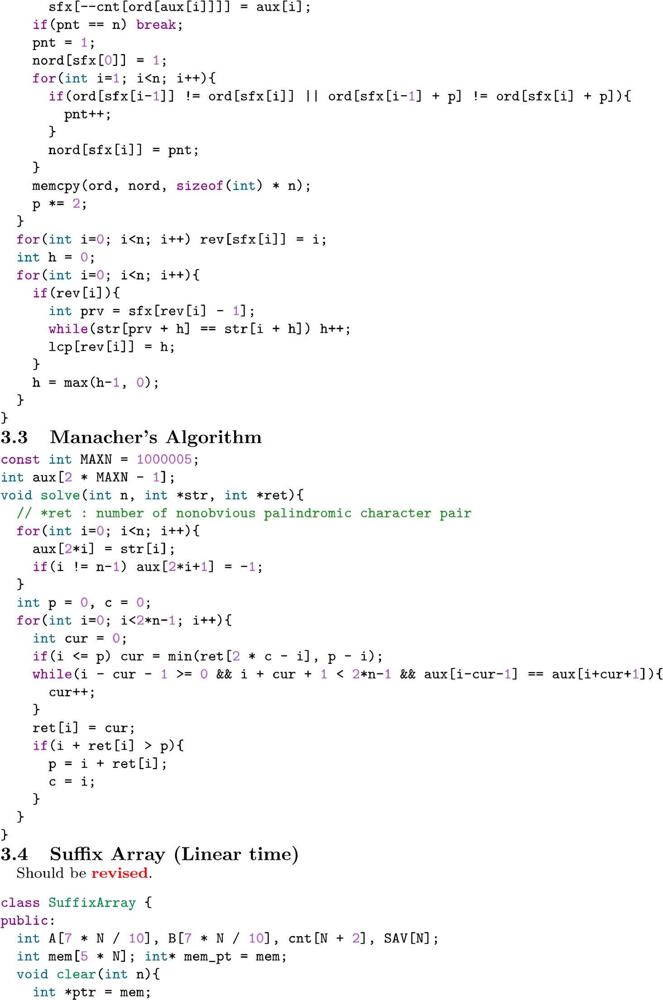 sfx[--cnt[ord[aux[i]]]] = aux[i];
    if(pnt == n) break;
    pnt = 1;
    nord[sfx[0]] = 1;
    for(int i=1; i<n; i++){
      if(ord[sfx[i-1]] != ord[sfx[i]] || ord[sfx[i-1] + p] != ord[sfx[i] + p]){
        pnt++;
      }
      nord[sfx[i]] = pnt;
    }
    memcpy(ord, nord, sizeof(int) * n);
    p *= 2;
  }
  for(int i=0; i<n; i++) rev[sfx[i]] = i;
  int h = 0;
  for(int i=0; i<n; i++){
    if(rev[i]){
      int prv = sfx[rev[i] - 1];
      while(str[prv + h] == str[i + h]) h++;
      lcp[rev[i]] = h;
    }
    h = max(h-1, 0);
  }
}
3.3 Manacher's Algorithm
const int MAXN = 1000005;
int aux[2 * MAXN - 1];
void solve(int n, int *str, int *ret){
  // *ret : number of nonobvious palindromic character pair
  for(int i=0; i<n; i++){
    aux[2*i] = str[i];
    if(i != n-1) aux[2*i+1] = -1;
  }
  int p = 0, c = 0;
  for(int i=0; i<2*n-1; i++){
    int cur = 0;
    if(i <= p) cur = min(ret[2 * c - i], p - i);
    while(i - cur - 1 >= 0 && i + cur + 1 < 2*n-1 && aux[i-cur-1] == aux[i+cur+1]){
      cur++;
    }
    ret[i] = cur;
    if(i + ret[i] > p){
      p = i + ret[i];
      c = i;
    }
  }
}
3.4 Suffix Array (Linear time)
  Should be revised.
class SuffixArray {
public:
  int A[7 * N / 10], B[7 * N / 10], cnt[N + 2], SAV[N];
  int mem[5 * N]; int* mem_pt = mem;
  void clear(int n){
    int *ptr = mem;